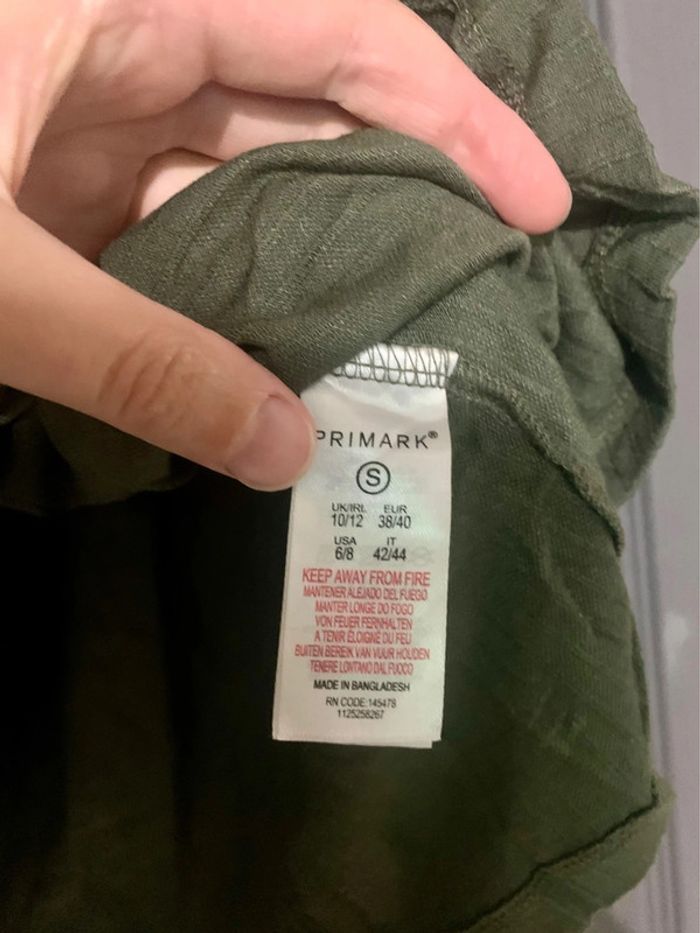 PRIMARK®
S
UK/IRL EUR
10/12 38/40
USA IT
6/8 42/44
KEEP AWAY FROM FIRE
MANTENER ALEJADO DEL FUEGO
MANTER LONGE DO FOGO
VON FEUER FERNHALTEN
A TENIR ÉLOIGNÉ DU FEU
BUITEN BEREIK VAN VUUR HOUDEN
TENERE LONTANO DAL FUOCO
MADE IN BANGLADESH
RN CODE:145478
1125258267